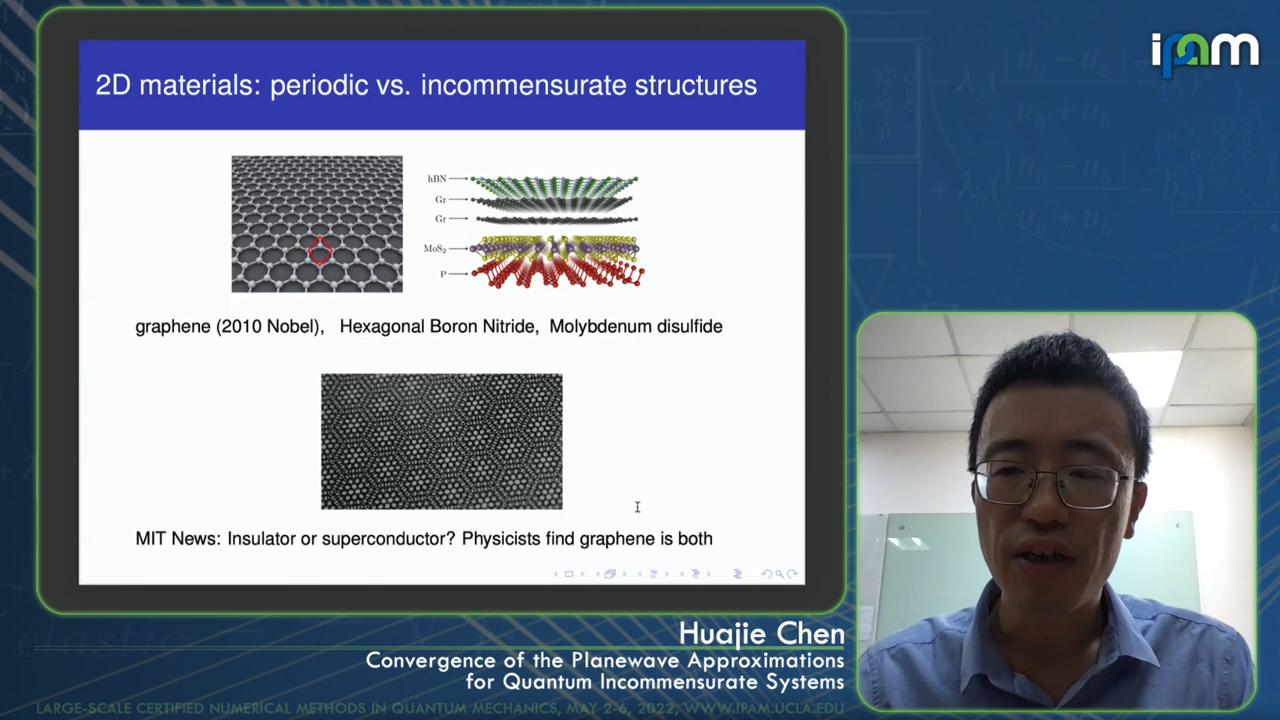 ipam
2D materials: periodic vs. incommensurate structures
hBN
Gr
Gr
MoS₂
P
graphene (2010 Nobel), Hexagonal Boron Nitride, Molybdenum disulfide
MIT News: Insulator or superconductor? Physicists find graphene is both
Huajie Chen
Convergence of the Planewave Approximations
for Quantum Incommensurate Systems
LARGE-SCALE CERTIFIED NUMERICAL METHODS IN QUANTUM MECHANICS, MAY 2-6, 2022, WWW.IPAM.UCLA.EDU